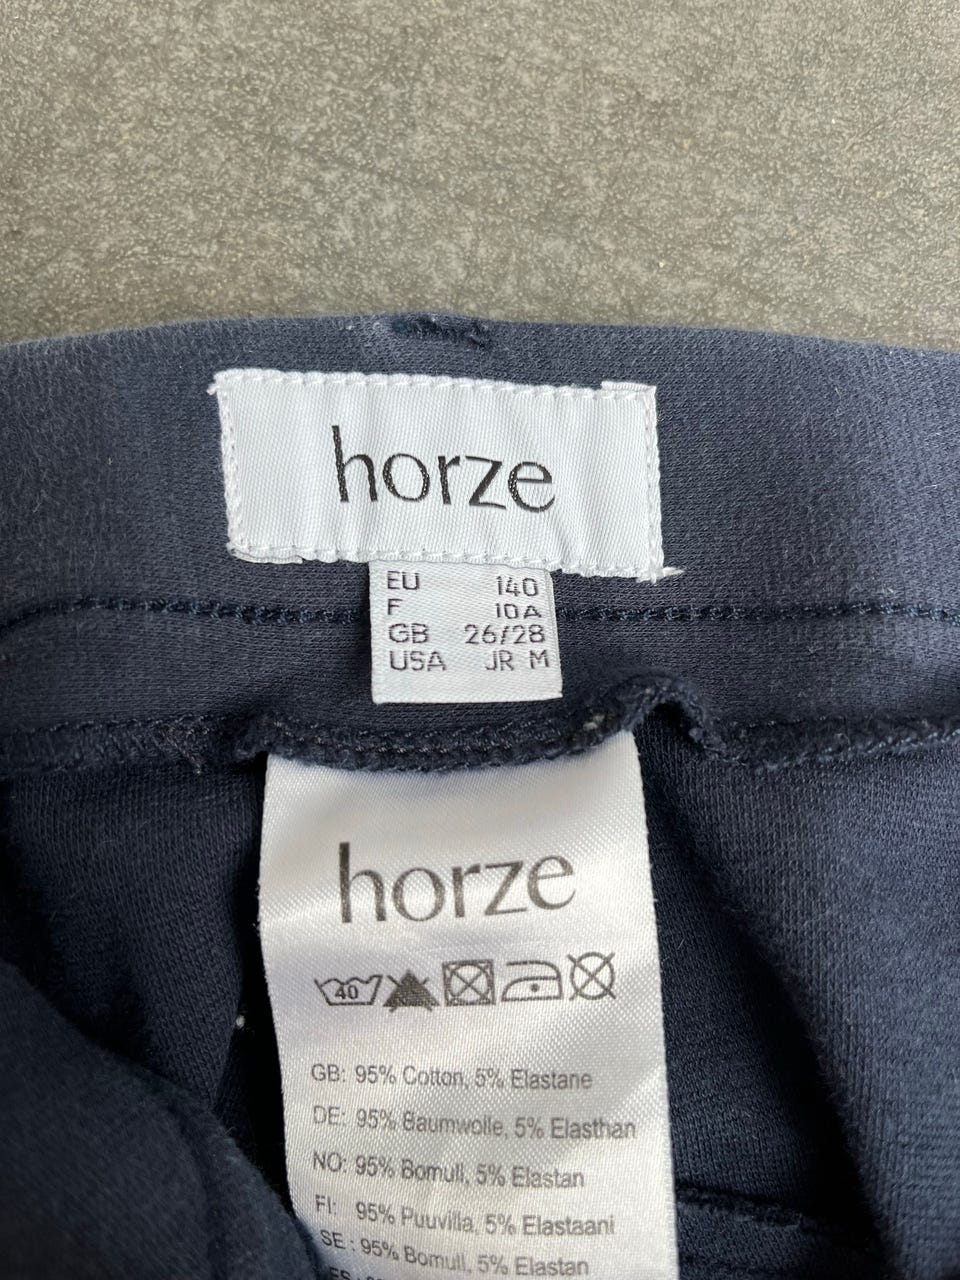 horze
EU 140
F 10A
GB 26/28
USA JR M
horze
40
GB: 95% Cotton, 5% Elastane
DE: 95% Baumwolle, 5% Elasthan
NO: 95% Bomull, 5% Elastan
FI: 95% Puuvilla, 5% Elastaani
SE : 95% Bomull, 5% Elastan